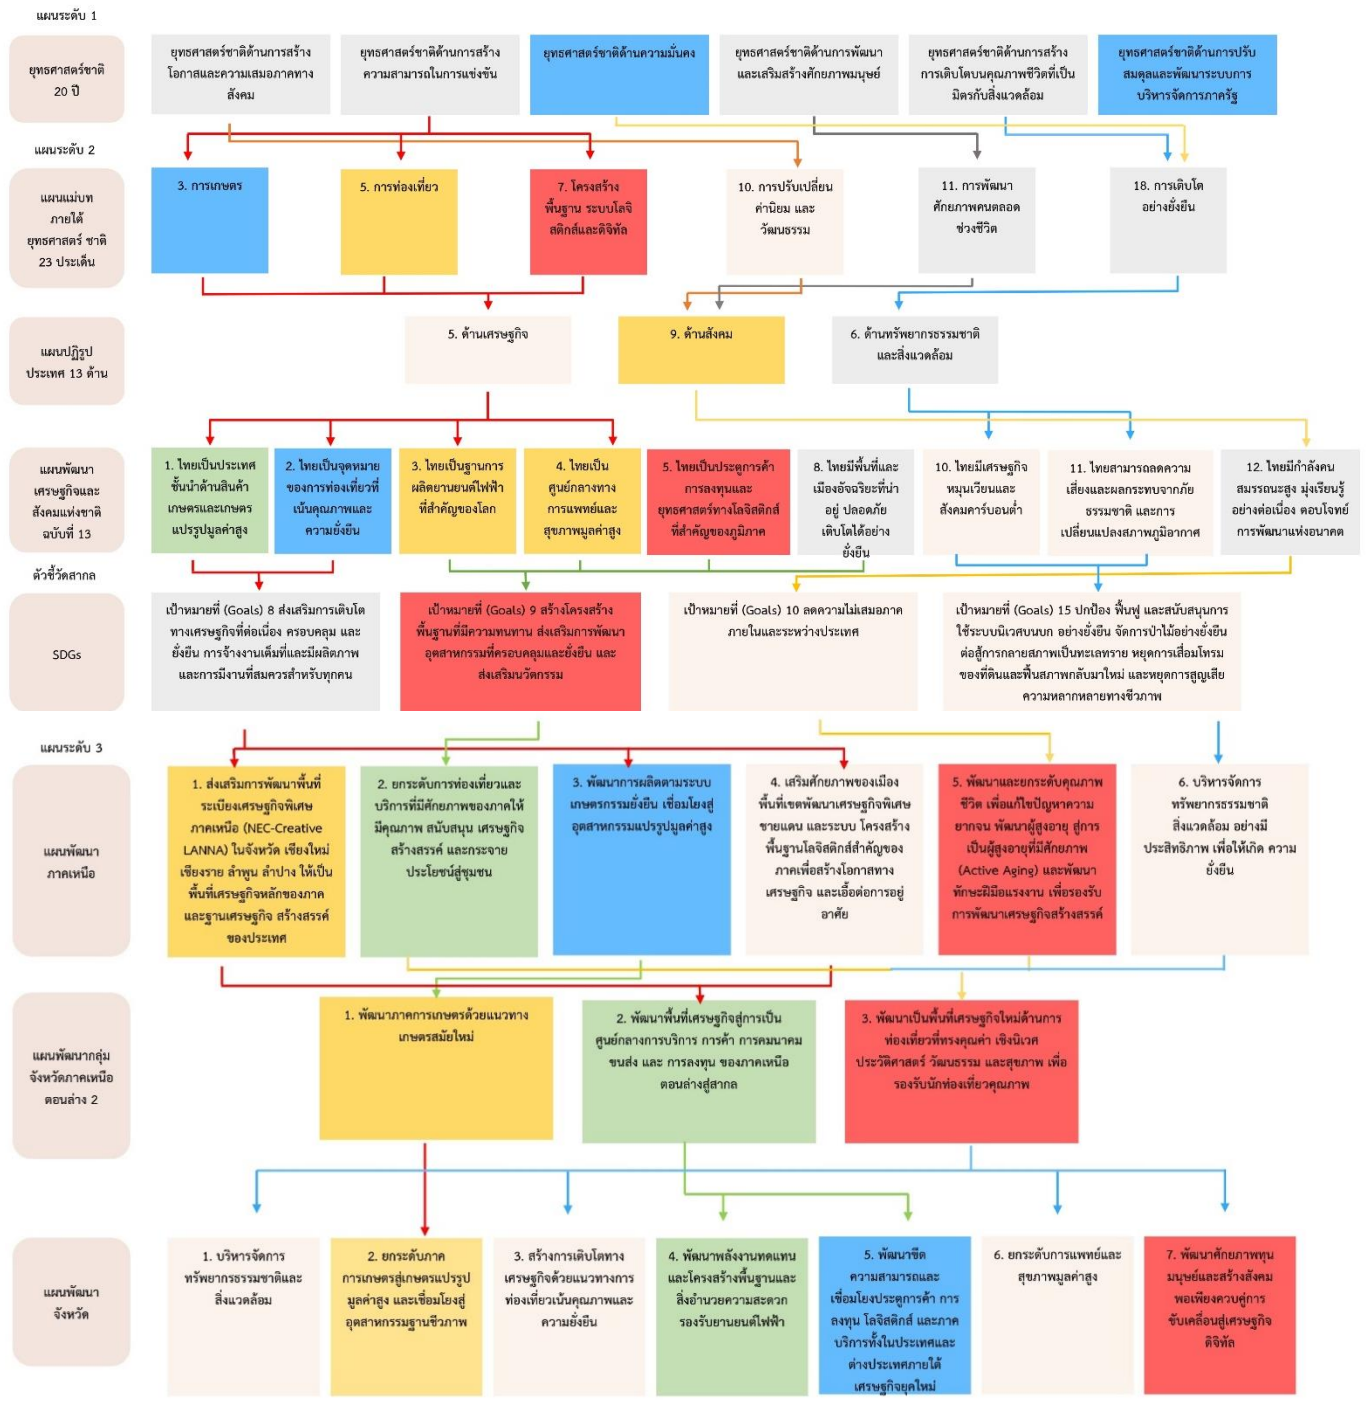 แผนระดับ 1
ยุทธศาสตร์ชาติ
20 ปี
ยุทธศาสตร์ชาติด้านการสร้าง
โอกาสและความเสมอภาคทาง
สังคม
ยุทธศาสตร์ชาติด้านการสร้าง
ความสามารถในการแข่งขัน
ยุทธศาสตร์ชาติด้านความมั่นคง
ยุทธศาสตร์ชาติด้านการพัฒนา
และเสริมสร้างศักยภาพมนุษย์
ยุทธศาสตร์ชาติด้านการสร้าง
การเติบโตบนคุณภาพชีวิตที่เป็น
มิตรกับสิ่งแวดล้อม
ยุทธศาสตร์ชาติด้านการปรับ
สมดุลและพัฒนาระบบการ
บริหารจัดการภาครัฐ
แผนระดับ 2
แผนแม่บท
ภายใต้
ยุทธศาสตร์ ชาติ
23 ประเด็น
3. การเกษตร
5. การท่องเที่ยว
7. โครงสร้าง
พื้นฐาน ระบบโลจิ
สติกส์และดิจิทัล
10. การปรับเปลี่ยน
ค่านิยม และ
วัฒนธรรม
11. การพัฒนา
ศักยภาพคนตลอด
ช่วงชีวิต
18. การเติบโต
อย่างยั่งยืน
แผนปฏิรูป
ประเทศ 13 ด้าน
5. ด้านเศรษฐกิจ
9. ด้านสังคม
6. ด้านทรัพยากรธรรมชาติ
และสิ่งแวดล้อม
แผนพัฒนา
เศรษฐกิจและ
สังคมแห่งชาติ
ฉบับที่ 13
1. ไทยเป็นประเทศ
ชั้นนำด้านสินค้า
เกษตรและเกษตร
แปรรูปมูลค่าสูง
2. ไทยเป็นจุดหมาย
ของการท่องเที่ยวที่
เน้นคุณภาพและ
ความยั่งยืน
3. ไทยเป็นฐานการ
ผลิตยานยนต์ไฟฟ้า
ที่สำคัญของโลก
4. ไทยเป็น
ศูนย์กลางทาง
การแพทย์และ
สุขภาพมูลค่าสูง
5. ไทยเป็นประตูการค้า
การลงทุนและ
ยุทธศาสตร์ทางโลจิสติกส์
ที่สำคัญของภูมิภาค
8. ไทยมีพื้นที่และ
เมืองอัจฉริยะที่น่า
อยู่ ปลอดภัย
เติบโตได้อย่าง
ยั่งยืน
10. ไทยมีเศรษฐกิจ
หมุนเวียนและ
สังคมคาร์บอนต่ำ
11. ไทยสามารถลดความ
เสี่ยงและผลกระทบจากภัย
ธรรมชาติ และการ
เปลี่ยนแปลงสภาพภูมิอากาศ
12. ไทยมีกำลังคน
สมรรถนะสูง มุ่งเรียนรู้
อย่างต่อเนื่อง ตอบโจทย์
การพัฒนาแห่งอนาคต
ตัวชี้วัดสากล
SDGs
เป้าหมายที่ (Goals) 8 ส่งเสริมการเติบโต
ทางเศรษฐกิจที่ต่อเนื่อง ครอบคลุม และ
ยั่งยืน การจ้างงานเต็มที่และมีผลิตภาพ
และการมีงานที่สมควรสำหรับทุกคน
เป้าหมายที่ (Goals) 9 สร้างโครงสร้าง
พื้นฐานที่มีความทนทาน ส่งเสริมการพัฒนา
อุตสาหกรรมที่ครอบคลุมและยั่งยืน และ
ส่งเสริมนวัตกรรม
เป้าหมายที่ (Goals) 10 ลดความไม่เสมอภาค
ภายในและระหว่างประเทศ
เป้าหมายที่ (Goals) 15 ปกป้อง ฟื้นฟู และสนับสนุนการ
ใช้ระบบนิเวศบนบก อย่างยั่งยืน จัดการป่าไม้อย่างยั่งยืน
ต่อสู้การกลายสภาพเป็นทะเลทราย หยุดการเสื่อมโทรม
ของที่ดินและฟื้นสภาพกลับมาใหม่ และหยุดการสูญเสีย
ความหลากหลายทางชีวภาพ
แผนระดับ 3
แผนพัฒนา
ภาคเหนือ
1. ส่งเสริมการพัฒนาพื้นที่
ระเบียงเศรษฐกิจพิเศษ
ภาคเหนือ (NEC-Creative
LANNA) ในจังหวัด เชียงใหม่
เชียงราย ลำพูน ลำปาง ให้เป็น
พื้นที่เศรษฐกิจหลักของภาค
และฐานเศรษฐกิจ สร้างสรรค์
ของประเทศ
2. ยกระดับการท่องเที่ยวและ
บริการที่มีศักยภาพของภาคให้
มีคุณภาพ สนับสนุน เศรษฐกิจ
สร้างสรรค์ และกระจาย
ประโยชน์สู่ชุมชน
3. พัฒนาการผลิตตามระบบ
เกษตรกรรมยั่งยืน เชื่อมโยงสู่
อุตสาหกรรมแปรรูปมูลค่าสูง
4. เสริมศักยภาพของเมือง
พื้นที่เขตพัฒนาเศรษฐกิจพิเศษ
ชายแดน และระบบ โครงสร้าง
พื้นฐานโลจิสติกส์สำคัญของ
ภาคเพื่อสร้างโอกาสทาง
เศรษฐกิจ และเอื้อต่อการอยู่
อาศัย
5. พัฒนาและยกระดับคุณภาพ
ชีวิต เพื่อแก้ไขปัญหาความ
ยากจน พัฒนาผู้สูงอายุ สู่การ
เป็นผู้สูงอายุที่มีศักยภาพ
(Active Aging) และพัฒนา
ทักษะฝีมือแรงงาน เพื่อรองรับ
การพัฒนาเศรษฐกิจสร้างสรรค์
6. บริหารจัดการ
ทรัพยากรธรรมชาติ
สิ่งแวดล้อม อย่างมี
ประสิทธิภาพ เพื่อให้เกิด ความ
ยั่งยืน
แผนพัฒนากลุ่ม
จังหวัดภาคเหนือ
ตอนล่าง 2
1. พัฒนาภาคการเกษตรด้วยแนวทาง
เกษตรสมัยใหม่
2. พัฒนาพื้นที่เศรษฐกิจสู่การเป็น
ศูนย์กลางการบริการ การค้า การคมนาคม
ขนส่ง และ การลงทุน ของภาคเหนือ
ตอนล่างสู่สากล
3. พัฒนาเป็นพื้นที่เศรษฐกิจใหม่ด้านการ
ท่องเที่ยวที่ทรงคุณค่า เชิงนิเวศ
ประวัติศาสตร์ วัฒนธรรม และสุขภาพ เพื่อ
รองรับนักท่องเที่ยวคุณภาพ
แผนพัฒนา
จังหวัด
1. บริหารจัดการ
ทรัพยากรธรรมชาติและ
สิ่งแวดล้อม
2. ยกระดับภาค
การเกษตรสู่เกษตรแปรรูป
มูลค่าสูง และเชื่อมโยงสู่
อุตสาหกรรมฐานชีวภาพ
3. สร้างการเติบโตทาง
เศรษฐกิจด้วยแนวทางการ
ท่องเที่ยวเน้นคุณภาพและ
ความยั่งยืน
4. พัฒนาพลังงานทดแทน
และโครงสร้างพื้นฐานและ
สิ่งอำนวยความสะดวก
รองรับยานยนต์ไฟฟ้า
5. พัฒนาขีด
ความสามารถและ
เชื่อมโยงประตูการค้า การ
ลงทุน โลจิสติกส์ และภาค
บริการทั้งในประเทศและ
ต่างประเทศภายใต้
เศรษฐกิจยุคใหม่
6. ยกระดับการแพทย์และ
สุขภาพมูลค่าสูง
7. พัฒนาศักยภาพทุน
มนุษย์และสร้างสังคม
พอเพียงควบคู่การ
ขับเคลื่อนสู่เศรษฐกิจ
ดิจิทัล